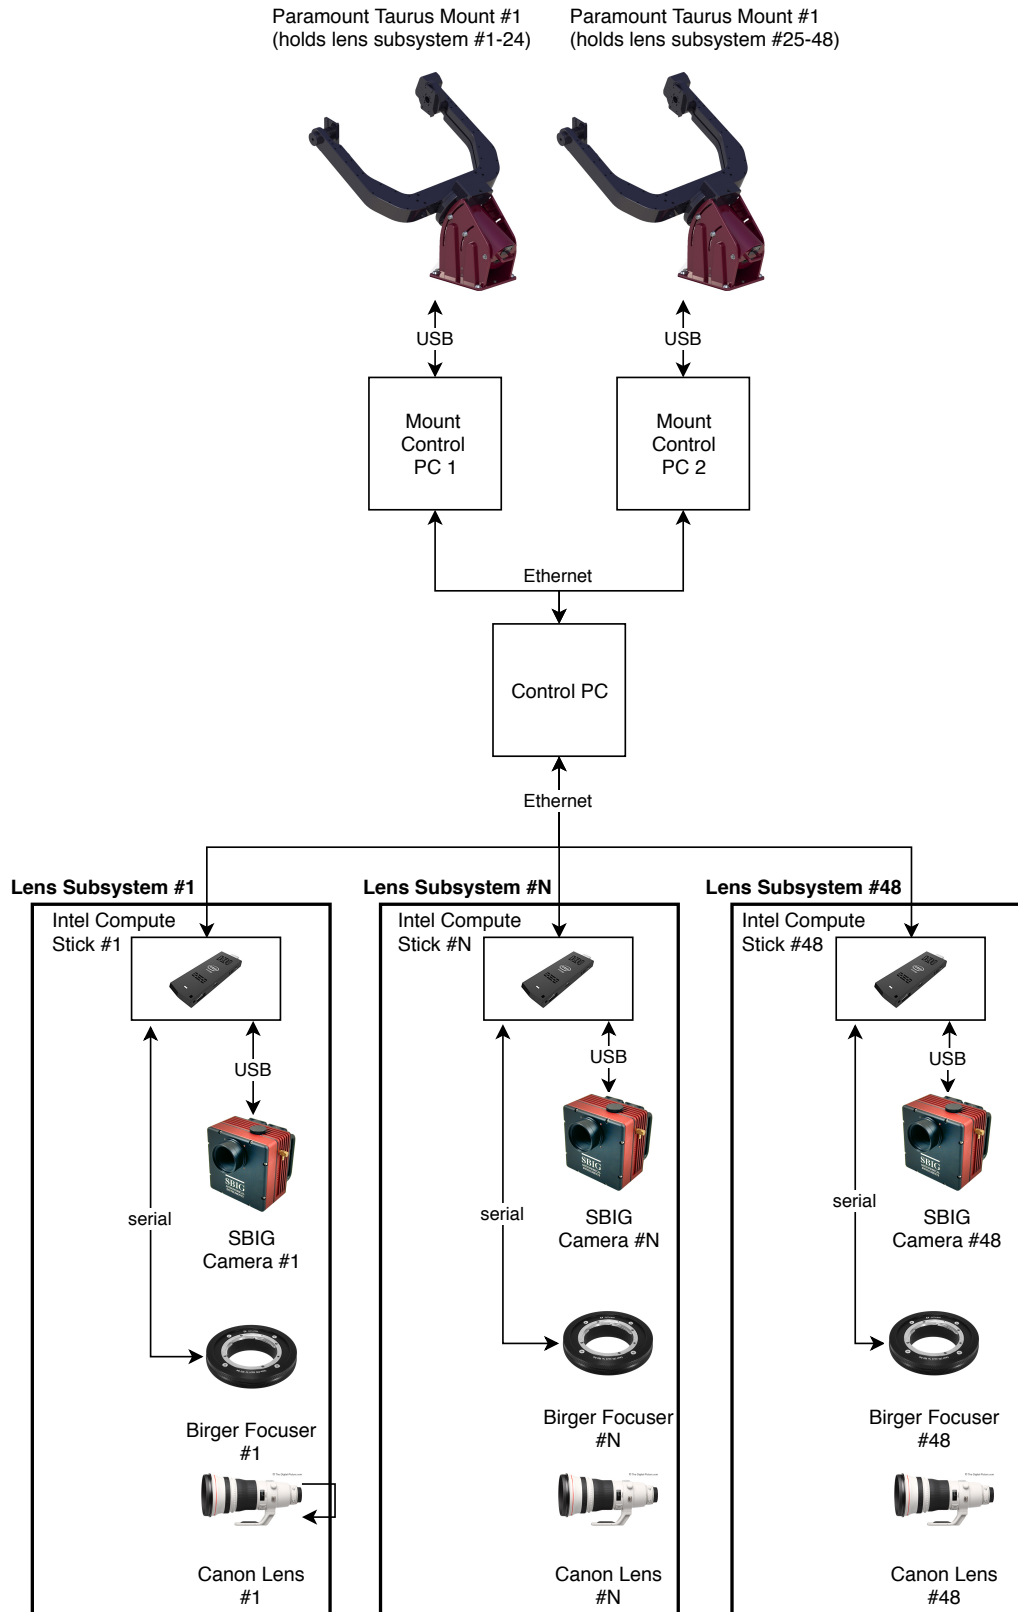 Paramount Taurus Mount #1
(holds lens subsystem #1-24)
Paramount Taurus Mount #1
(holds lens subsystem #25-48)
USB
USB
Mount
Control
PC 1
Mount
Control
PC 2
Ethernet
Control PC
Ethernet
Lens Subsystem #1
Lens Subsystem #N
Lens Subsystem #48
Intel Compute
Stick #1
Intel Compute
Stick #N
Intel Compute
Stick #48
USB
USB
USB
SBIG
SBIG
SBIG
serial
serial
serial
SBIG
Camera #1
SBIG
Camera #N
SBIG
Camera #48
Birger Focuser
#1
Birger Focuser
#N
Birger Focuser
#48
Canon Lens
#1
Canon Lens
#N
Canon Lens
#48